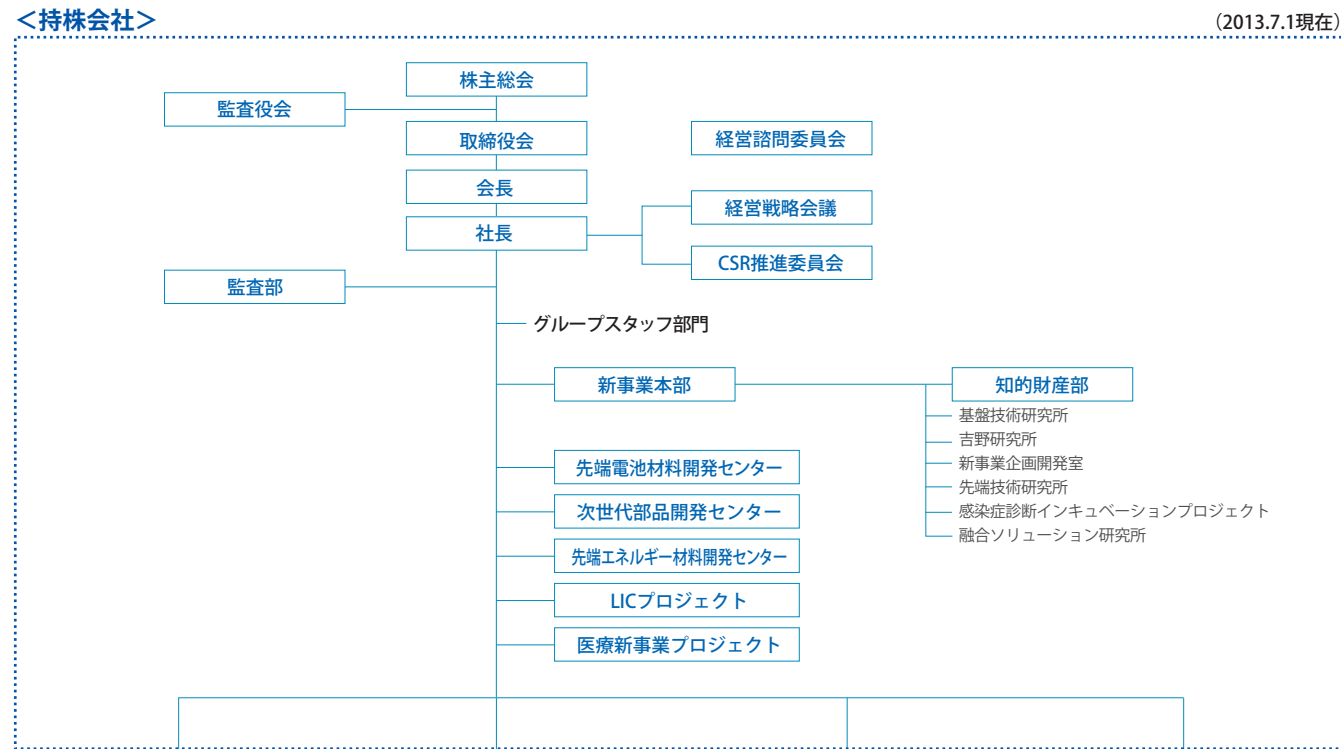 ＜持株会社＞
（2013.7.1現在）
株主総会
監査役会
取締役会
経営諮問委員会
会長
経営戦略会議
社長
CSR推進委員会
監査部
グループスタッフ部門
新事業本部
知的財産部
基盤技術研究所
吉野研究所
新事業企画開発室
先端技術研究所
感染症診断インキュベーションプロジェクト
融合ソリューション研究所
先端電池材料開発センター
次世代部品開発センター
先端エネルギー材料開発センター
LICプロジェクト
医療新事業プロジェクト